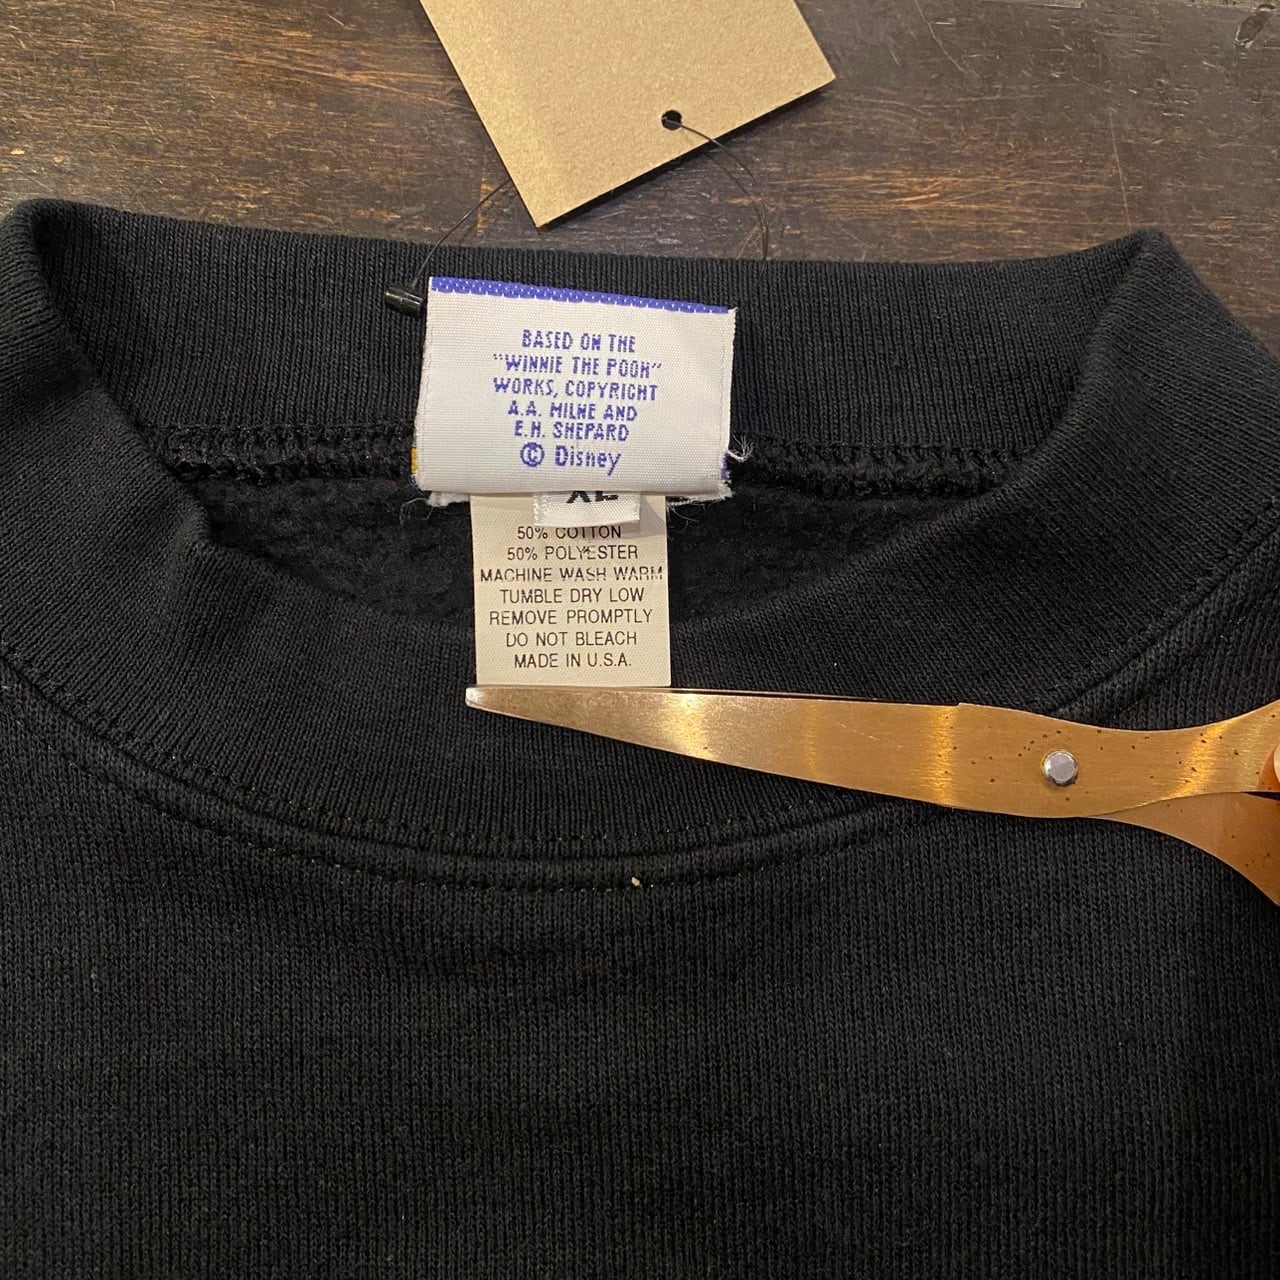 BASED ON THE
"WINNIE THE POOH"
WORKS, COPYRIGHT
A.A. MILNE AND
E.H. SHEPARD
© Disney
XL
50% COTTON
50% POLYESTER
MACHINE WASH WARM
TUMBLE DRY LOW
REMOVE PROMPTLY
DO NOT BLEACH
MADE IN U.S.A.